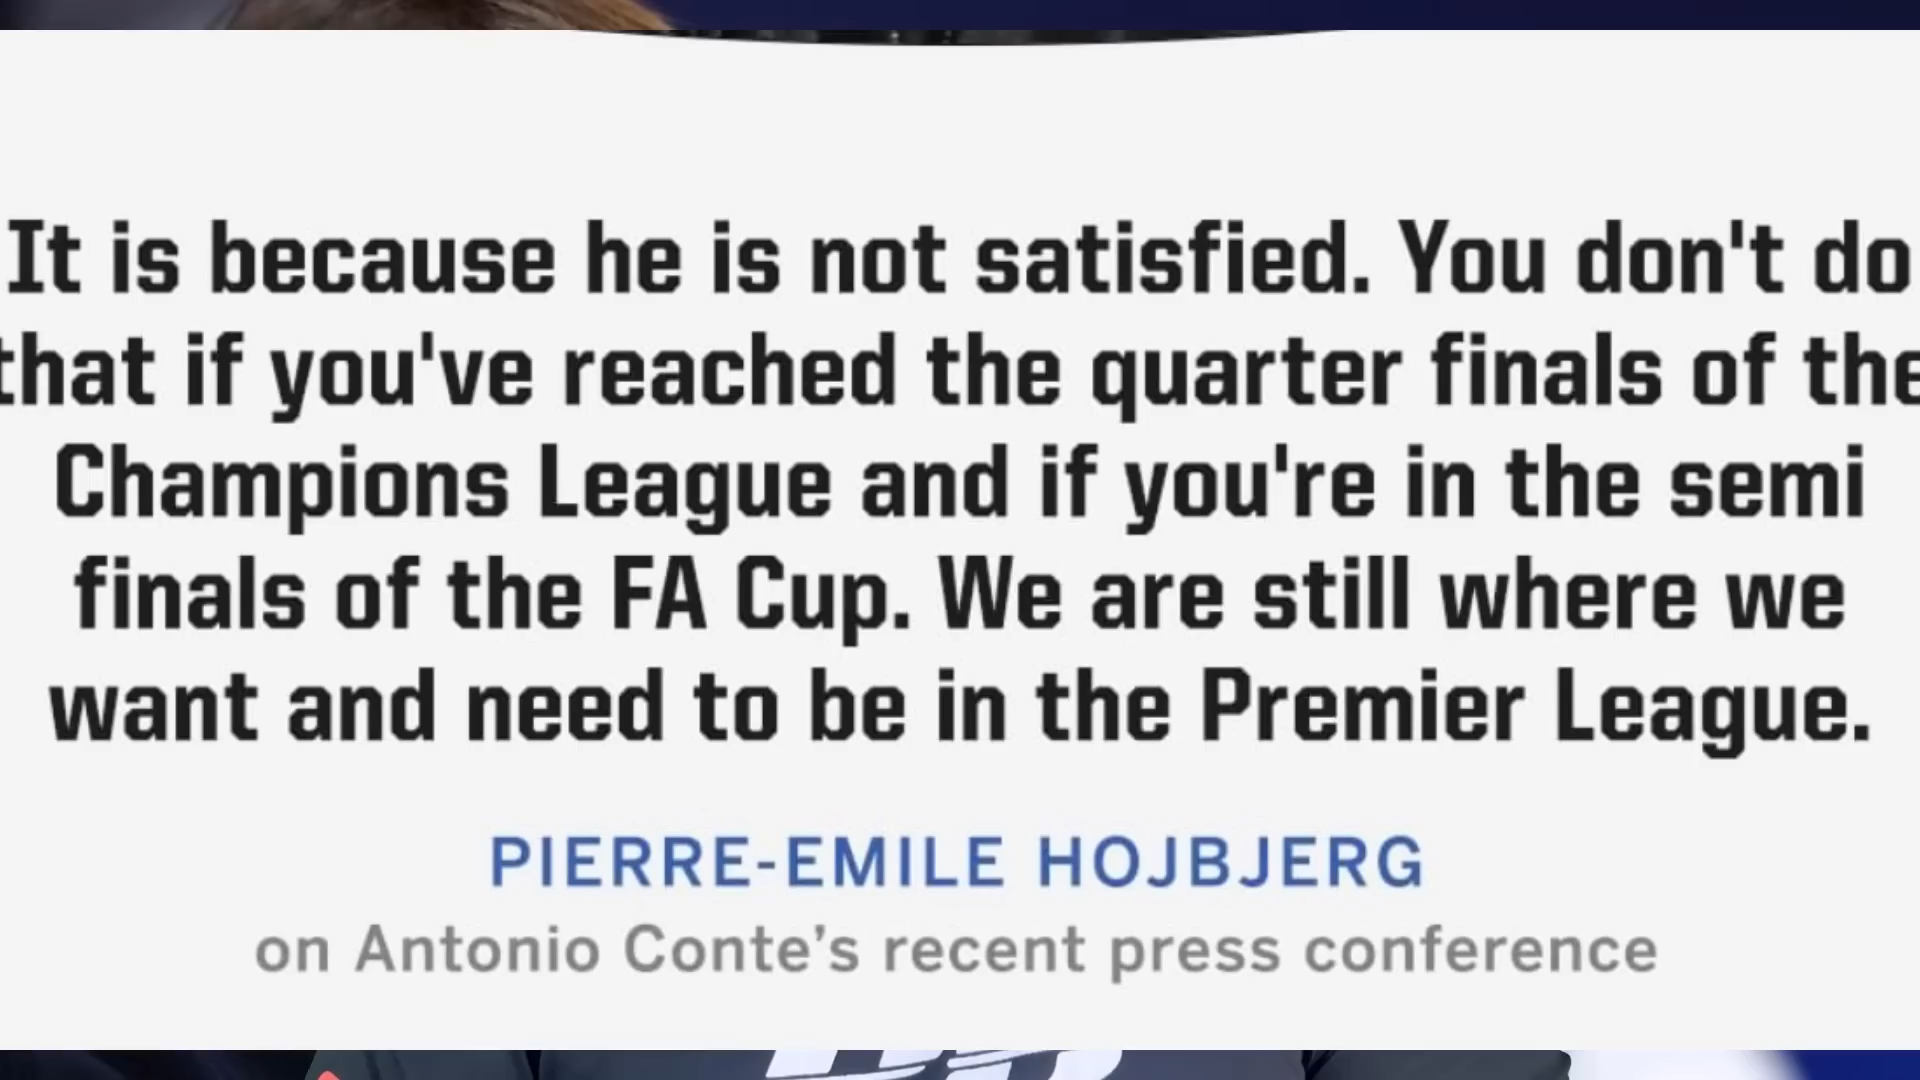 It is because he is not satisfied. You don't do
that if you've reached the quarter finals of the
Champions League and if you're in the semi
finals of the FA Cup. We are still where we
want and need to be in the Premier League.
PIERRE-EMILE HOJBJERG
on Antonio Conte’s recent press conference